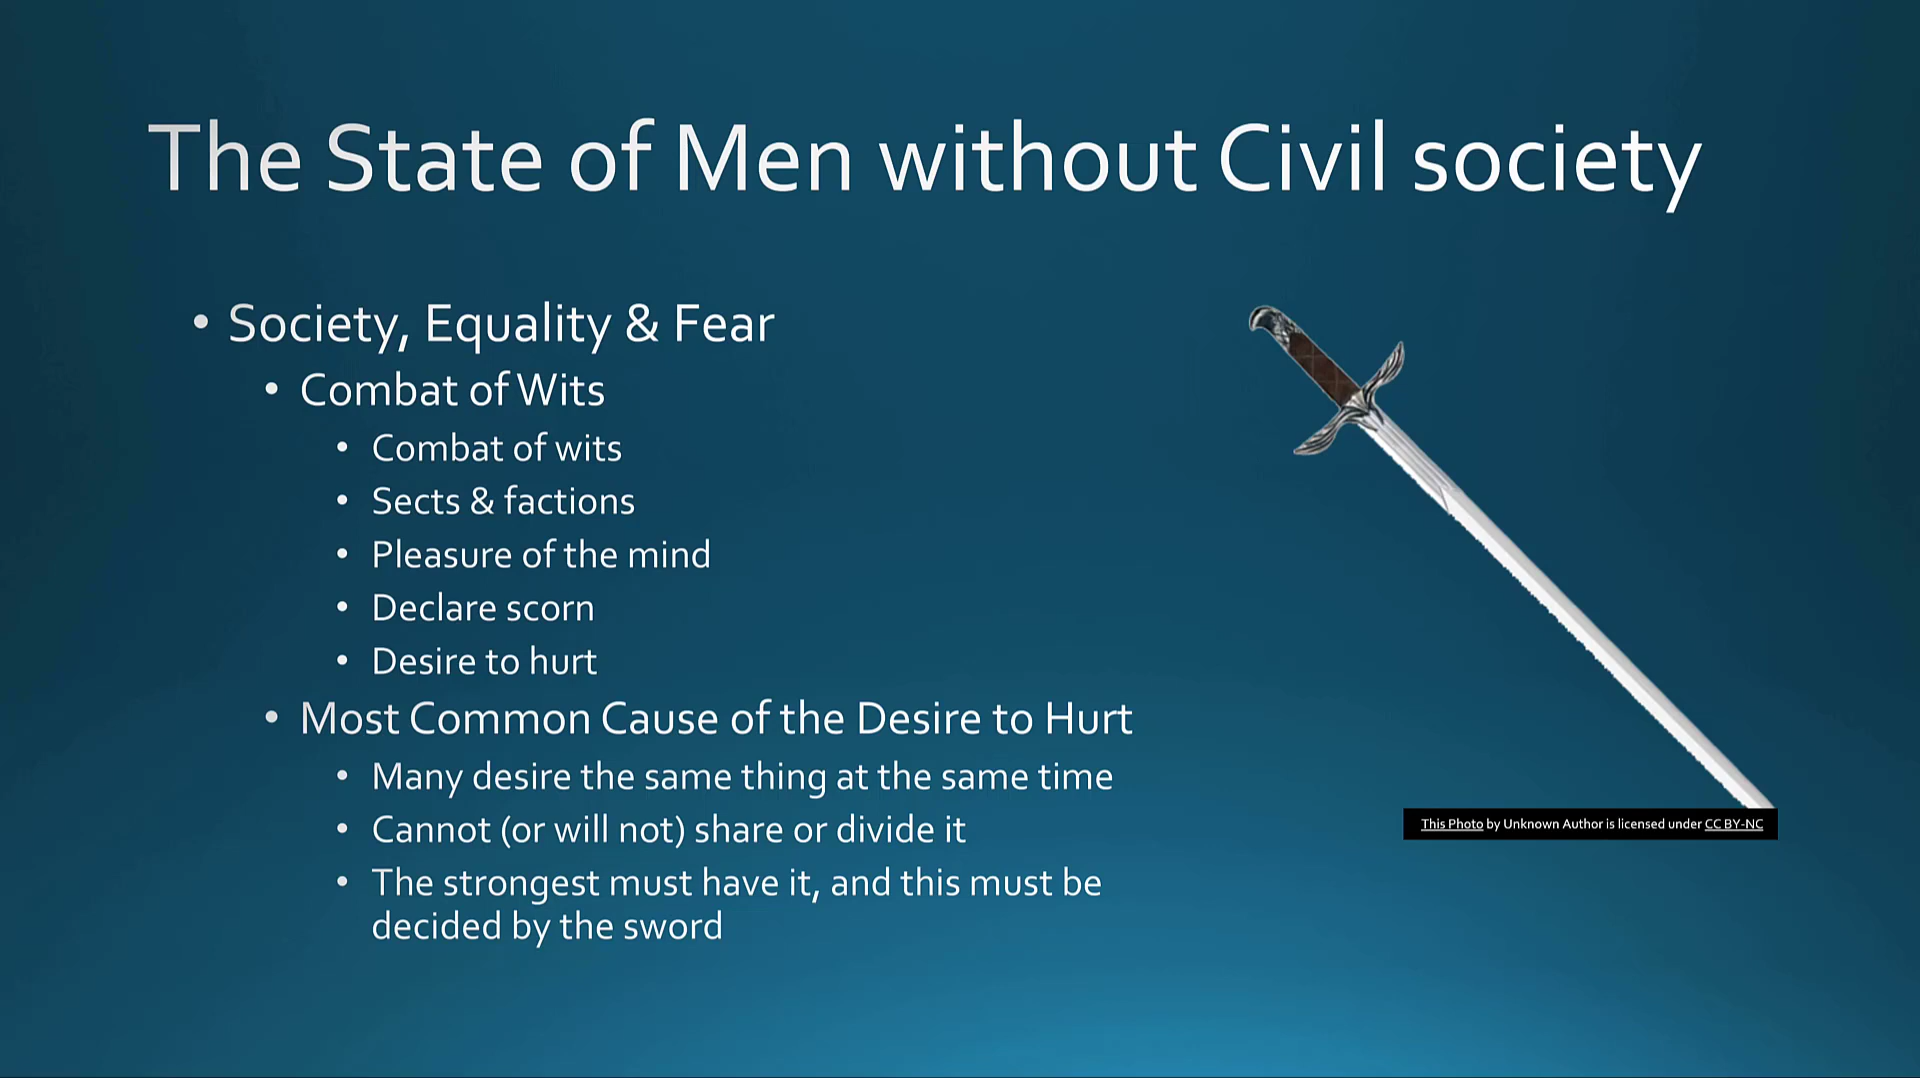 The State of Men without Civil society
• Society, Equality & Fear
• Combat of Wits
• Combat of wits
• Sects & factions
• Pleasure of the mind
• Declare scorn
• Desire to hurt
• Most Common Cause of the Desire to Hurt
• Many desire the same thing at the same time
• Cannot (or will not) share or divide it
• The strongest must have it, and this must be
decided by the sword
This Photo by Unknown Author is licensed under CC BY-NC